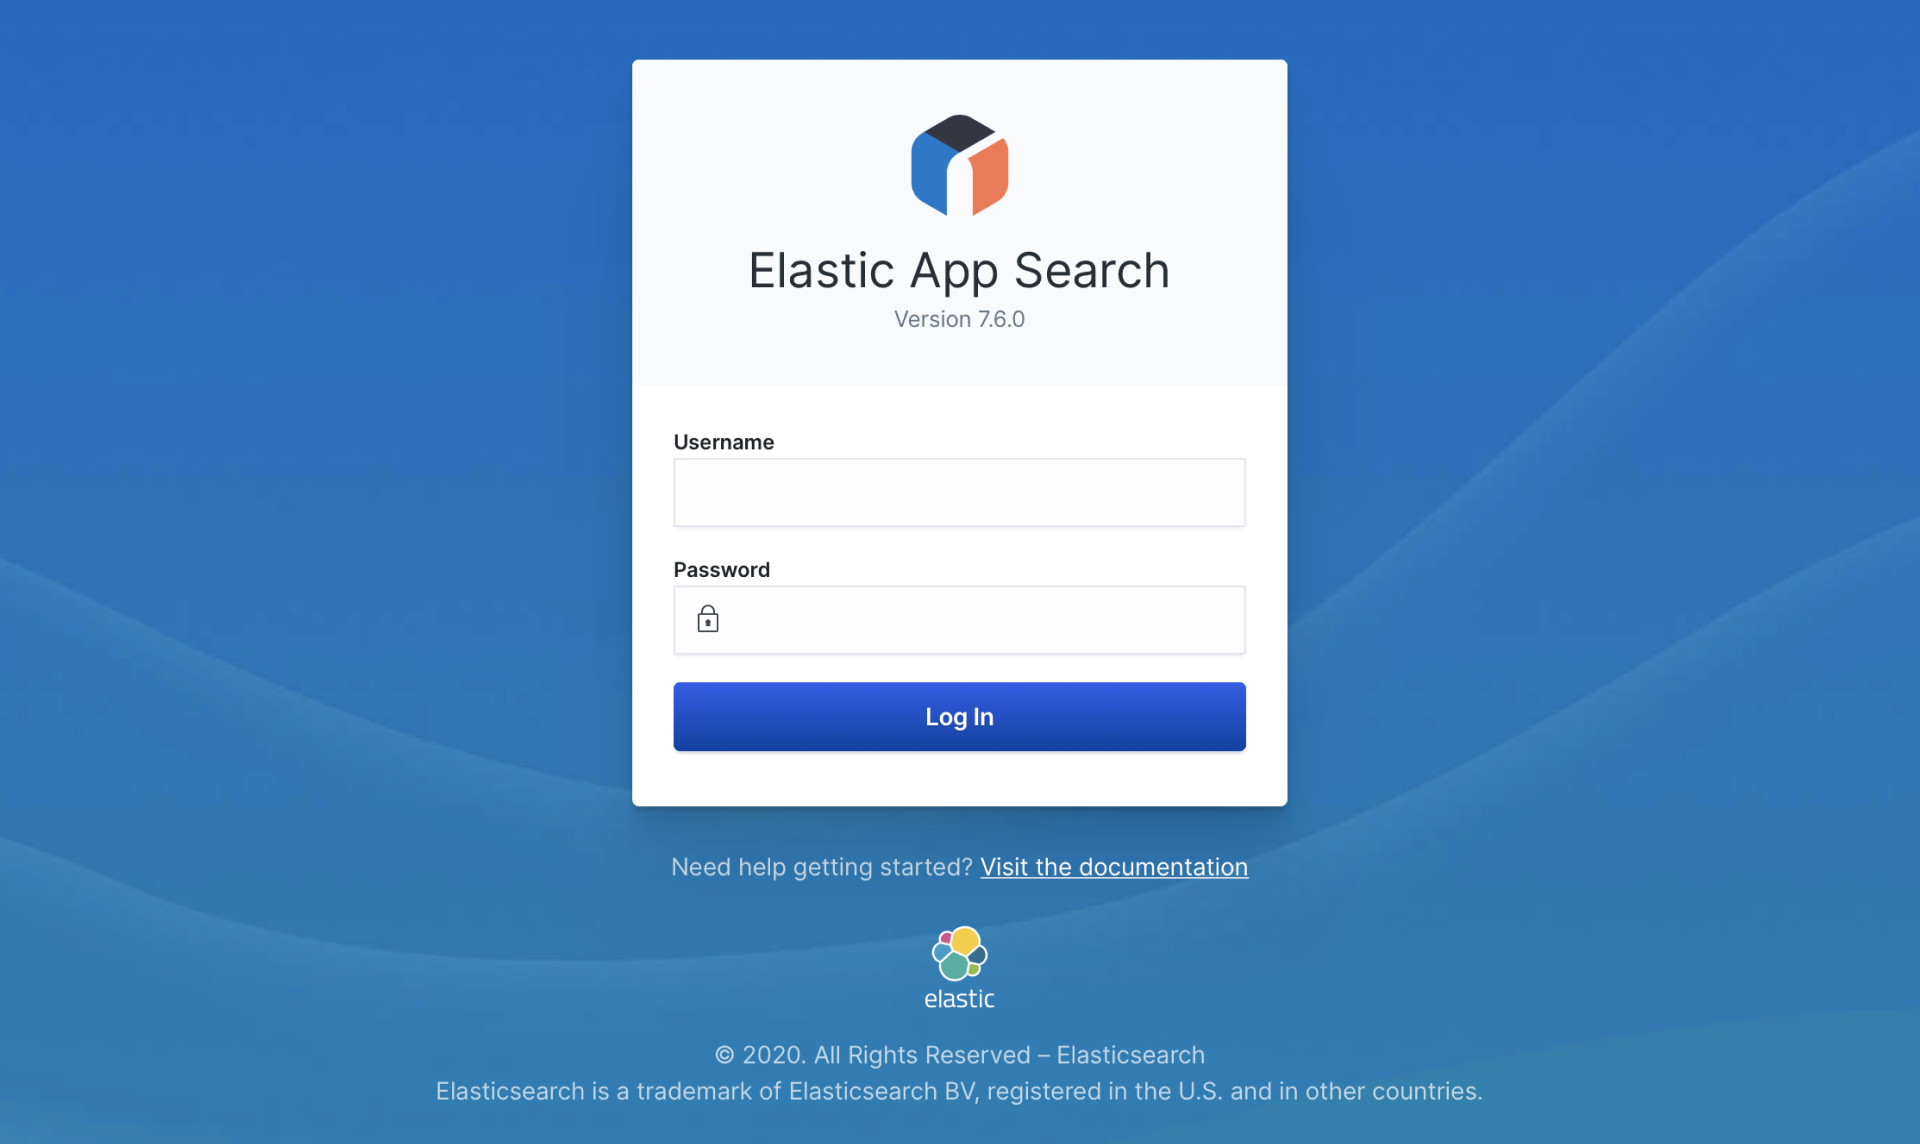 Elastic App Search
Version 7.6.0
Username
Password
Log In
Need help getting started? Visit the documentation
elastic
© 2020. All Rights Reserved – Elasticsearch
Elasticsearch is a trademark of Elasticsearch BV, registered in the U.S. and in other countries.